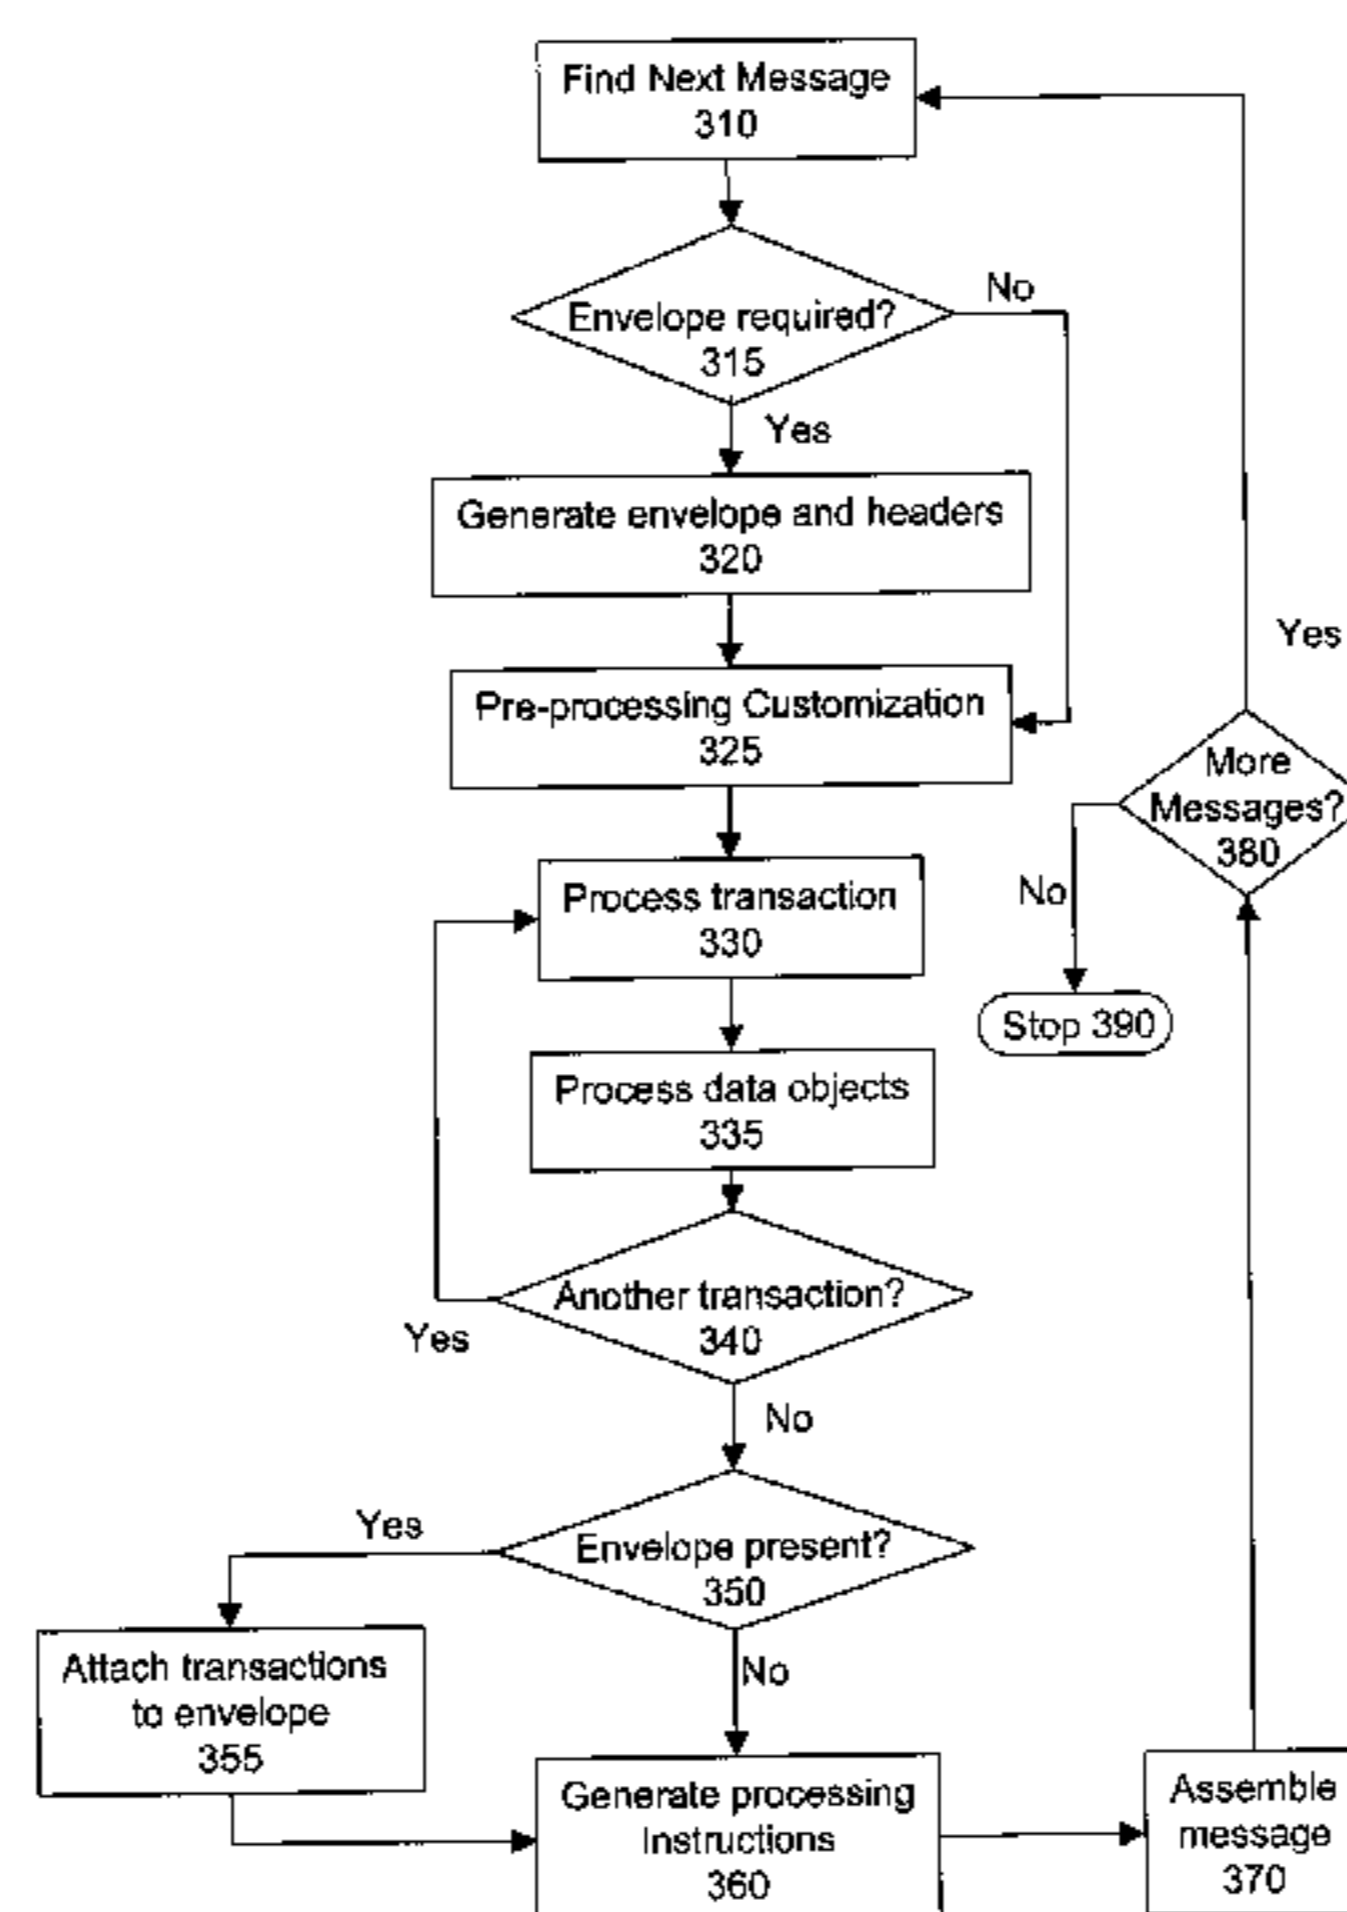 Find Next Message
310
No
Envelope required?
315
Yes
Generate envelope and headers
320
Yes
Pre-processing Customization
325
More
Messages?
380
No
Process transaction
330
Stop 390
Process data objects
335
Another transaction?
340
Yes
No
Yes
Envelope present?
350
No
Attach transactions
to envelope
355
Generate processing
Instructions
360
Assemble
message
370